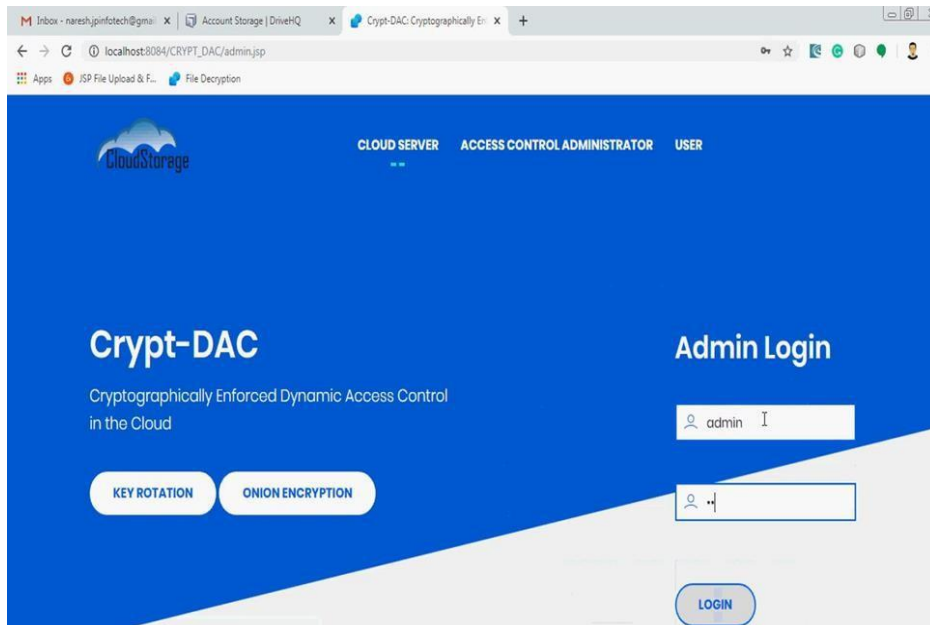 Inbox - naresh.jpinfotech@gmai
Account Storage | DriveHQ
Crypt-DAC: Cryptographically En
localhost:8084/CRYPT_DAC/admin.jsp
Apps
JSP File Upload & F...
File Decryption
CloudStorage
CLOUD SERVER
ACCESS CONTROL ADMINISTRATOR
USER
Crypt-DAC
Cryptographically Enforced Dynamic Access Control
in the Cloud
KEY ROTATION
ONION ENCRYPTION
Admin Login
admin
LOGIN